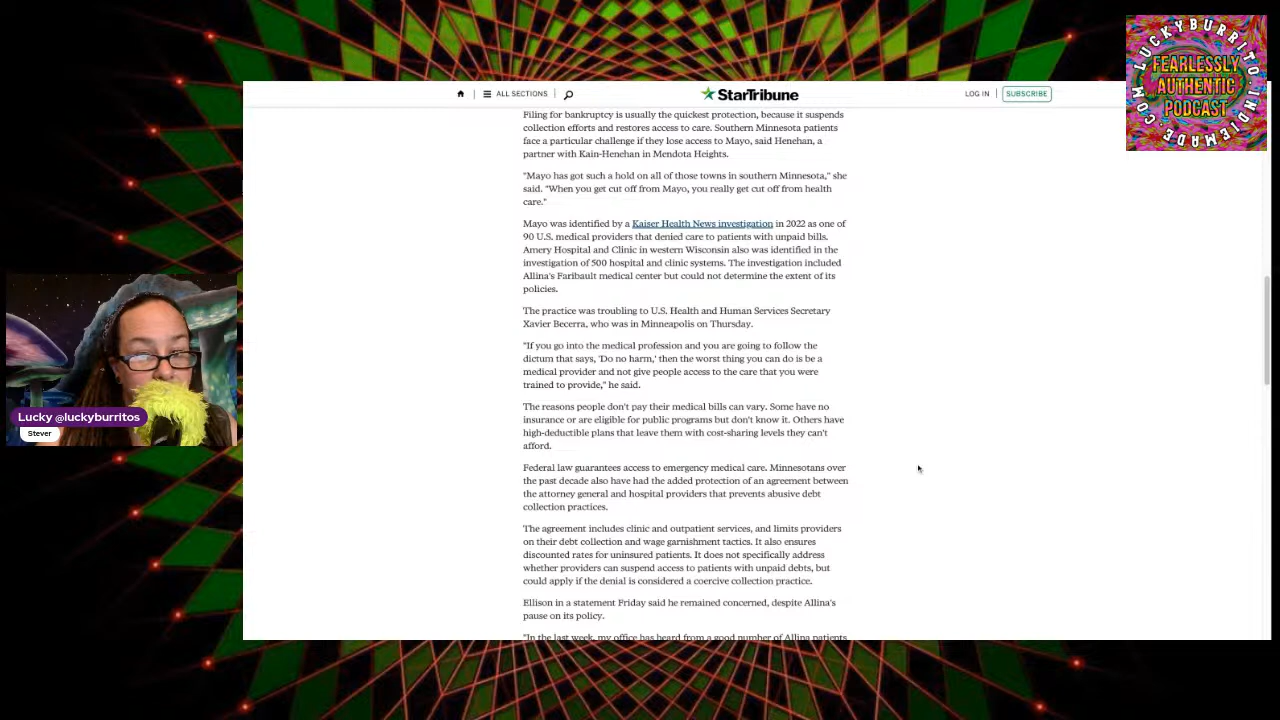 ALL SECTIONS
StarTribune
LOG IN
SUBSCRIBE
LUCKYBURRITO.INDIEMADE.COM
FEARLESSLY
AUTHENTIC
PODCAST
Filing for bankruptcy is usually the quickest protection, because it suspends
collection efforts and restores access to care. Southern Minnesota patients
face a particular challenge if they lose access to Mayo, said Henehan, a
partner with Kain-Henehan in Mendota Heights.
"Mayo has got such a hold on all of those towns in southern Minnesota," she
said. "When you get cut off from Mayo, you really get cut off from health
care."
Mayo was identified by a Kaiser Health News investigation in 2022 as one of
90 U.S. medical providers that denied care to patients with unpaid bills.
Amery Hospital and Clinic in western Wisconsin also was identified in the
investigation of 500 hospital and clinic systems. The investigation included
Allina's Faribault medical center but could not determine the extent of its
policies.
The practice was troubling to U.S. Health and Human Services Secretary
Xavier Becerra, who was in Minneapolis on Thursday.
"If you go into the medical profession and you are going to follow the
dictum that says, 'Do no harm,' then the worst thing you can do is be a
medical provider and not give people access to the care that you were
trained to provide," he said.
The reasons people don't pay their medical bills can vary. Some have no
insurance or are eligible for public programs but don't know it. Others have
high-deductible plans that leave them with cost-sharing levels they can't
afford.
Federal law guarantees access to emergency medical care. Minnesotans over
the past decade also have had the added protection of an agreement between
the attorney general and hospital providers that prevents abusive debt
collection practices.
The agreement includes clinic and outpatient services, and limits providers
on their debt collection and wage garnishment tactics. It also ensures
discounted rates for uninsured patients. It does not specifically address
whether providers can suspend access to patients with unpaid debts, but
could apply if the denial is considered a coercive collection practice.
Ellison in a statement Friday said he remained concerned, despite Allina's
pause on its policy.
"In the last week, my office has heard from a good number of Allina patients
Lucky @luckyburritos
Stever